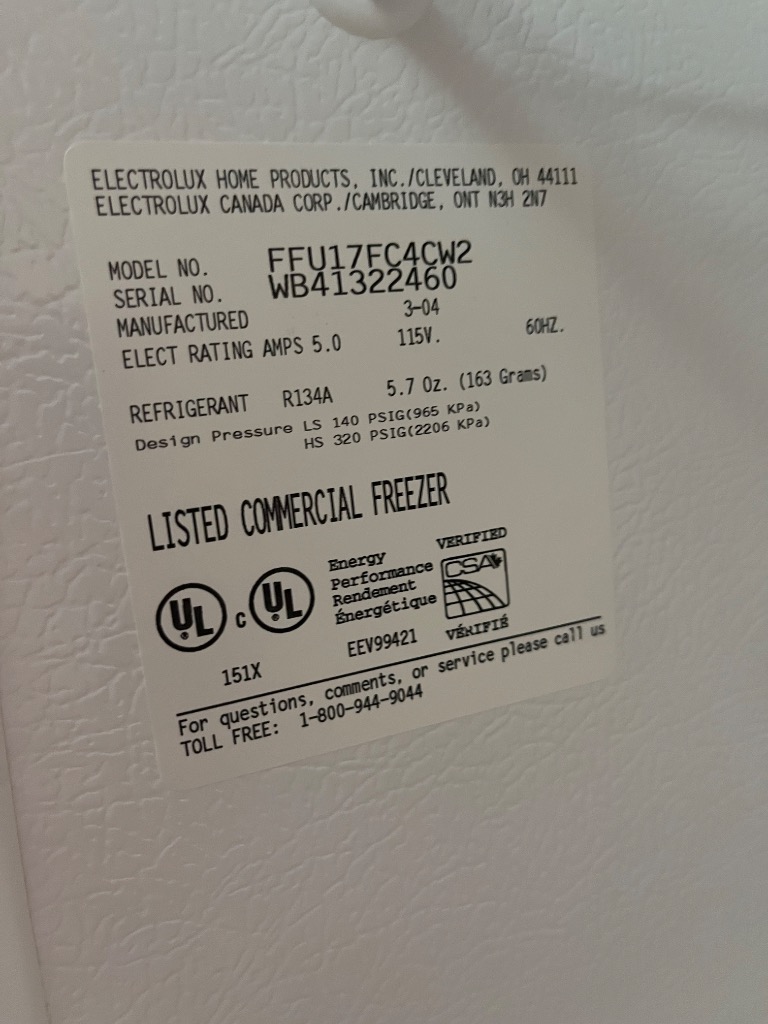 ELECTROLUX HOME PRODUCTS, INC./CLEVELAND, OH 44111
ELECTROLUX CANADA CORP./CAMBRIDGE, ONT N3H 2N7
MODEL NO. FFU17FC4CW2
SERIAL NO. WB41322460
MANUFACTURED 3-04
ELECT RATING AMPS 5.0 115V. 60HZ.
REFRIGERANT R134A 5.7 Oz. (163 Grams)
Design Pressure LS 140 PSIG(965 KPa)
HS 320 PSIG(2206 KPa)
LISTED COMMERCIAL FREEZER
UL ® c UL ®
151X
Energy
Performance
Rendement
Énergétique
EEV99421
VERIFIED
CSA
VÉRIFIÉ
For questions, comments, or service please call us
TOLL FREE: 1-800-944-9044